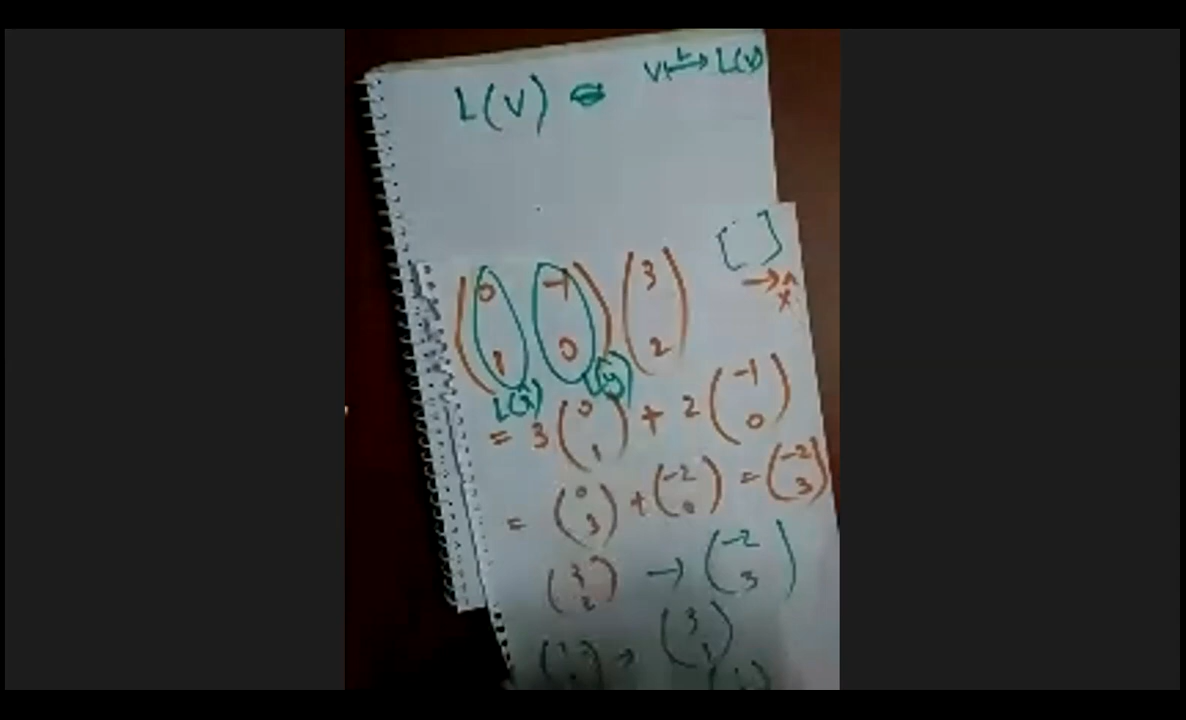 L(V) V ↦ᴸ L(V)
[ ]
→ x̂
(0 -1; 1 0) (3; 2)
L(x̂) L(ŷ)
= 3 (0; 1) + 2 (-1; 0)
= (0; 3) + (-2; 0) = (-2; 3)
(3; 2) → (-2; 3)